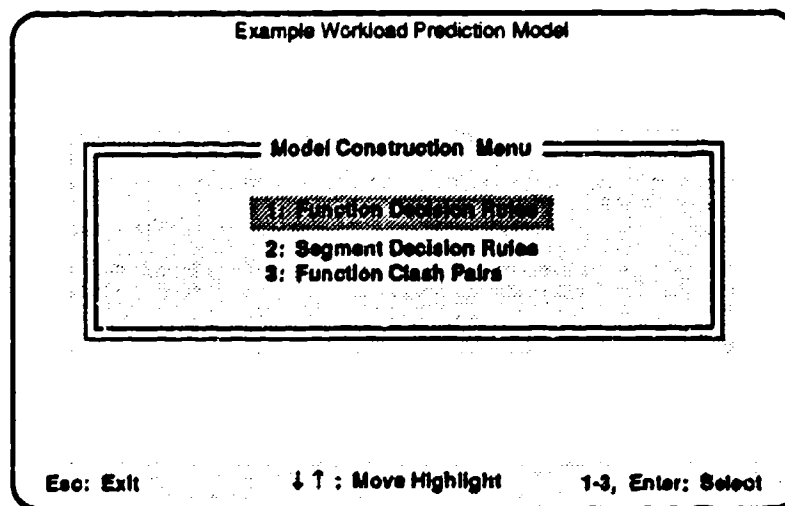 Example Workload Prediction Model
Model Construction Menu
1: Function Decision Rules
2: Segment Decision Rules
3: Function Clash Pairs
Esc: Exit ↓ ↑ : Move Highlight 1-3, Enter: Select